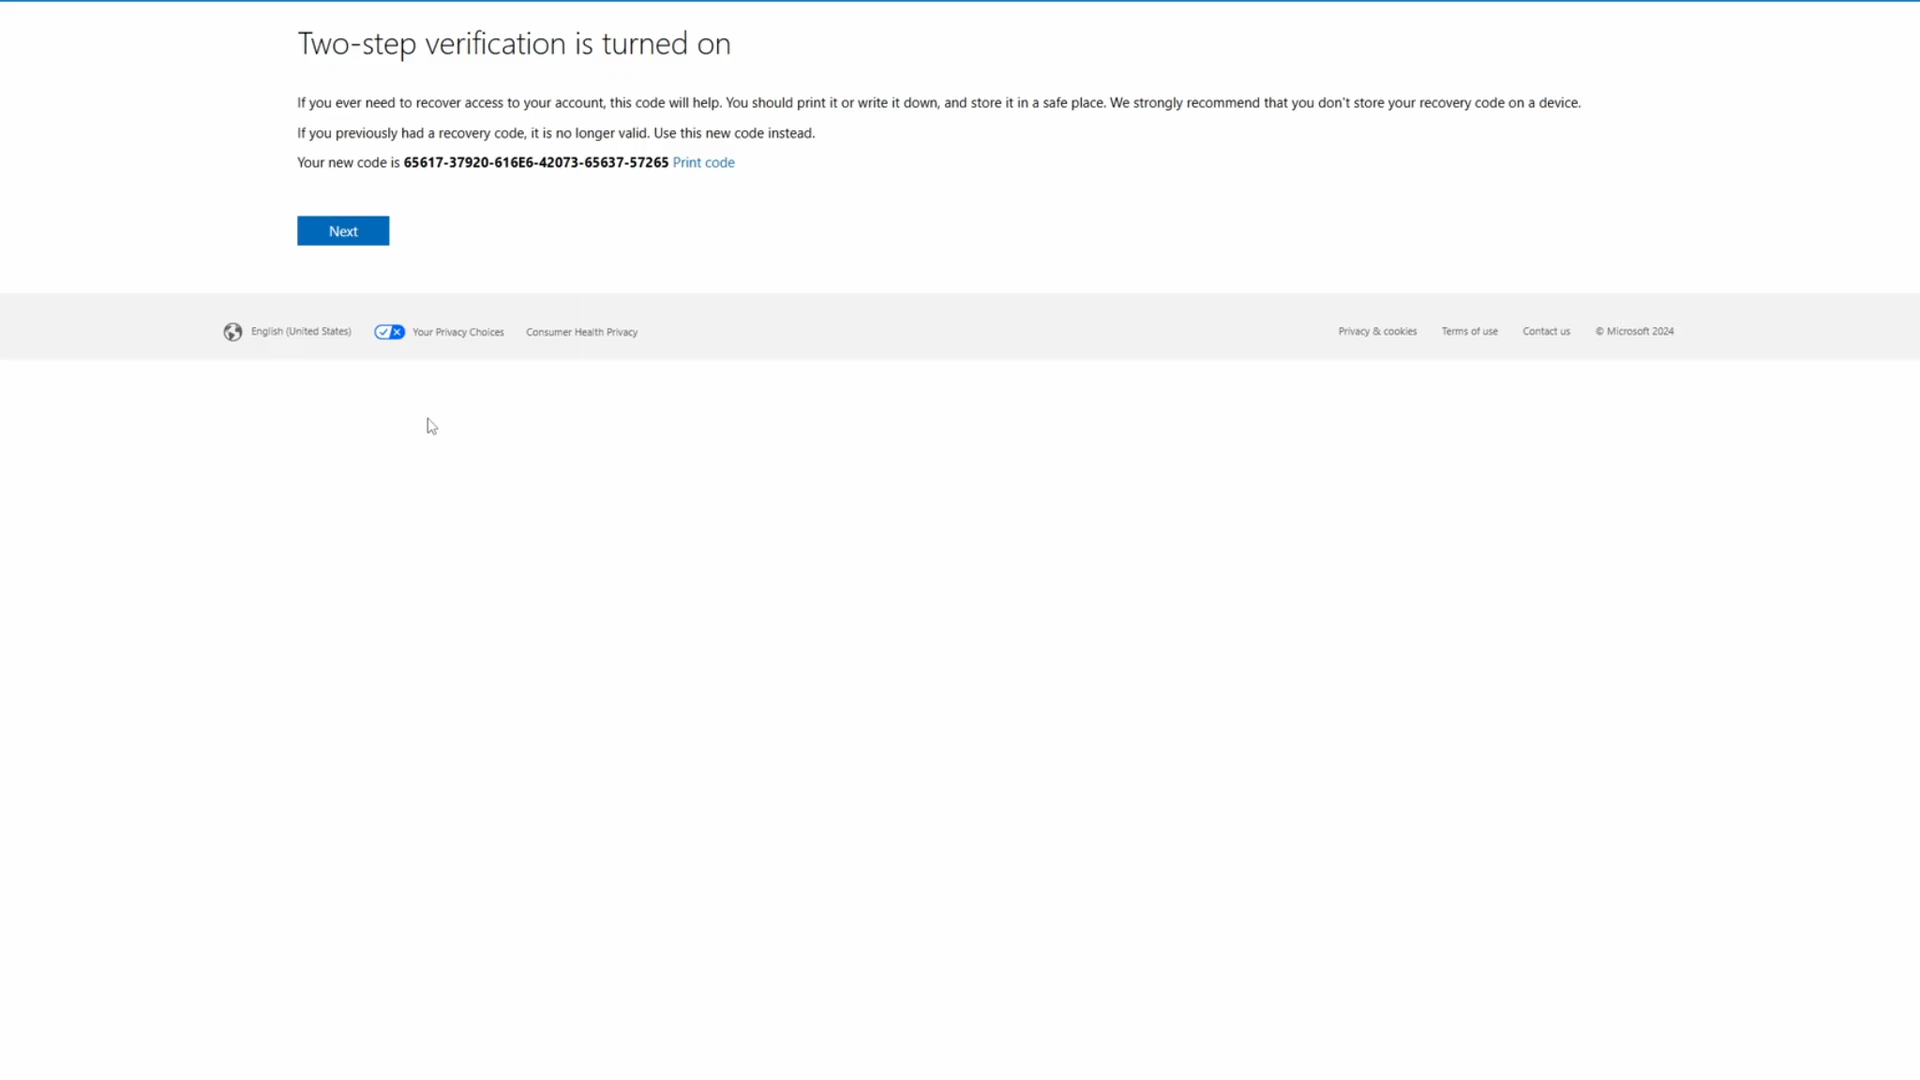 Two-step verification is turned on
If you ever need to recover access to your account, this code will help. You should print it or write it down, and store it in a safe place. We strongly recommend that you don't store your recovery code on a device.
If you previously had a recovery code, it is no longer valid. Use this new code instead.
Your new code is 65617-37920-616E6-42073-65637-57265 Print code
Next
English (United States) Your Privacy Choices Consumer Health Privacy Privacy & cookies Terms of use Contact us © Microsoft 2024